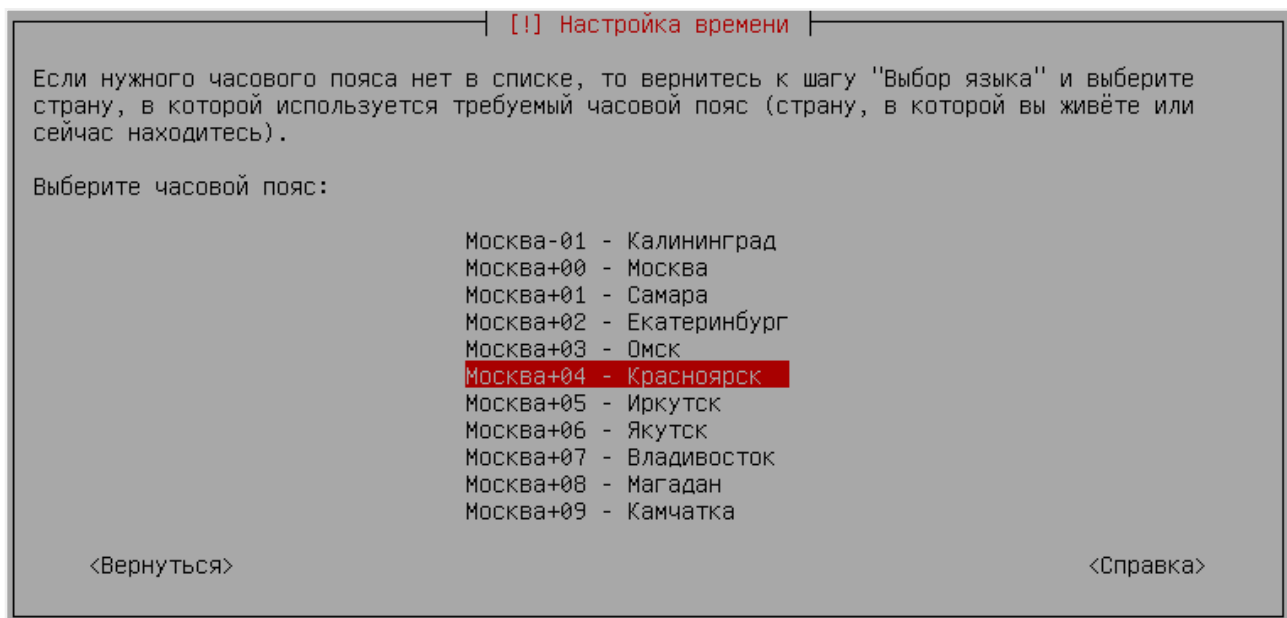 [!] Настройка времени
Если нужного часового пояса нет в списке, то вернитесь к шагу "Выбор языка" и выберите
страну, в которой используется требуемый часовой пояс (страну, в которой вы живёте или
сейчас находитесь).
Выберите часовой пояс:
Москва-01 - Калининград
Москва+00 - Москва
Москва+01 - Самара
Москва+02 - Екатеринбург
Москва+03 - Омск
Москва+04 - Красноярск
Москва+05 - Иркутск
Москва+06 - Якутск
Москва+07 - Владивосток
Москва+08 - Магадан
Москва+09 - Камчатка
<Вернуться> <Справка>